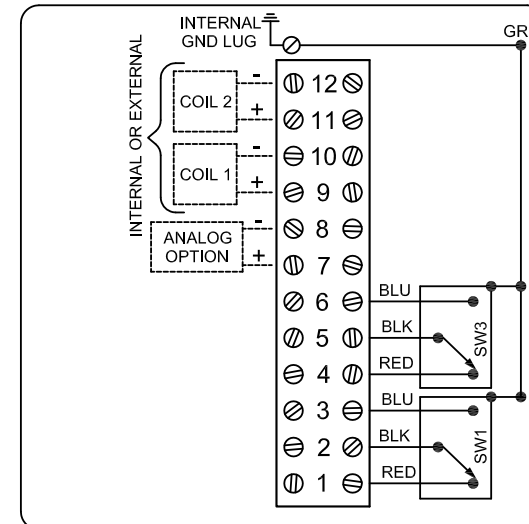 INTERNAL
GND LUG
GR
INTERNAL OR EXTERNAL
COIL 2
-
+
COIL 1
-
+
ANALOG
OPTION
-
+
12
11
10
9
8
7
6
5
4
3
2
1
BLU
BLK
RED
SW3
BLU
BLK
RED
SW1